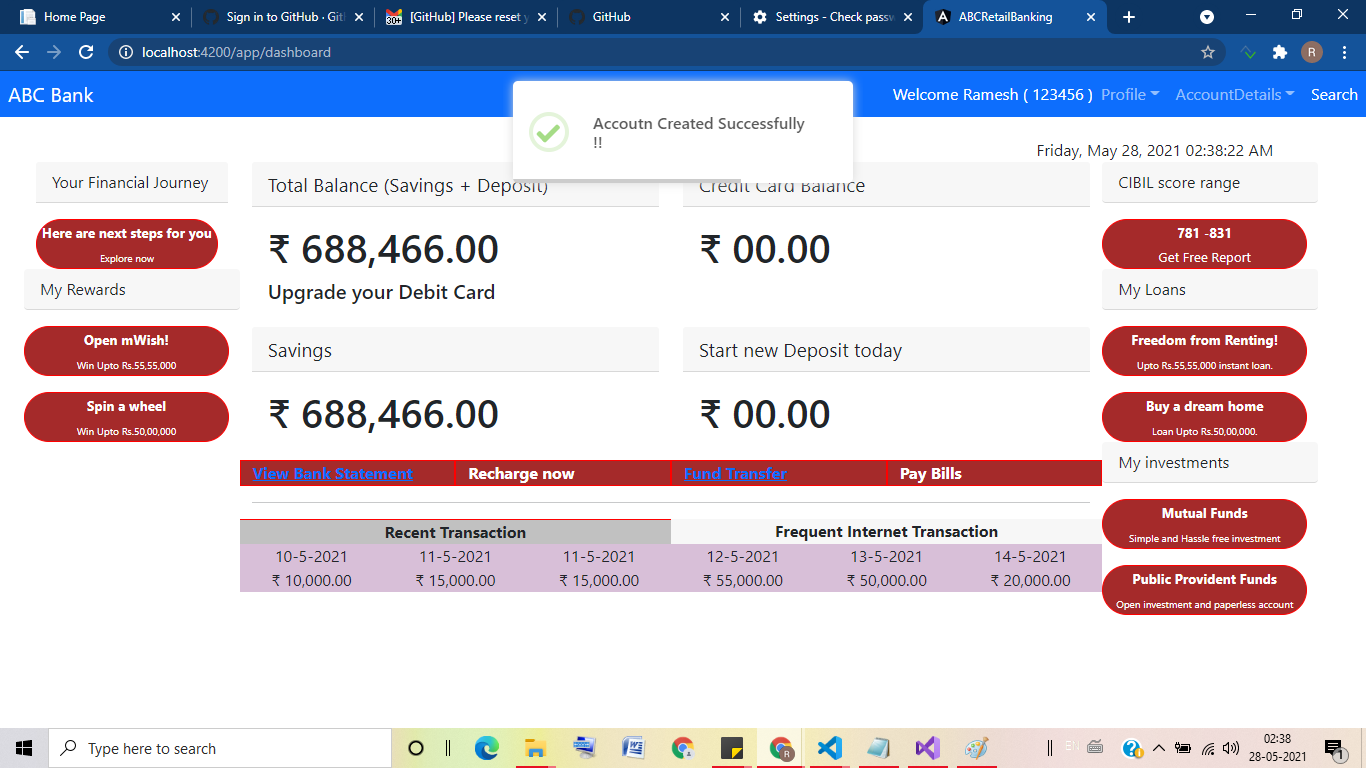 Home Page
Sign in to GitHub · Git
[GitHub] Please reset y
GitHub
Settings - Check passw
ABCRetailBanking
30+
localhost:4200/app/dashboard
R
ABC Bank
Welcome Ramesh ( 123456 )
Profile
AccountDetails
Search
Accoutn Created Successfully
!!
Friday, May 28, 2021 02:38:22 AM
Your Financial Journey
Here are next steps for you
Explore now
My Rewards
Open mWish!
Win Upto Rs.55,55,000
Spin a wheel
Win Upto Rs.50,00,000
Total Balance (Savings + Deposit)
₹ 688,466.00
Upgrade your Debit Card
Credit Card Balance
₹ 00.00
Savings
₹ 688,466.00
Start new Deposit today
₹ 00.00
View Bank Statement
Recharge now
Fund Transfer
Pay Bills
Recent Transaction
Frequent Internet Transaction
10-5-2021 11-5-2021 11-5-2021 12-5-2021 13-5-2021 14-5-2021
₹ 10,000.00 ₹ 15,000.00 ₹ 15,000.00 ₹ 55,000.00 ₹ 50,000.00 ₹ 20,000.00
CIBIL score range
781 -831
Get Free Report
My Loans
Freedom from Renting!
Upto Rs.55,55,000 instant loan.
Buy a dream home
Loan Upto Rs.50,00,000.
My investments
Mutual Funds
Simple and Hassle free investment
Public Provident Funds
Open investment and paperless account
Type here to search
R
EN
02:38
28-05-2021
1